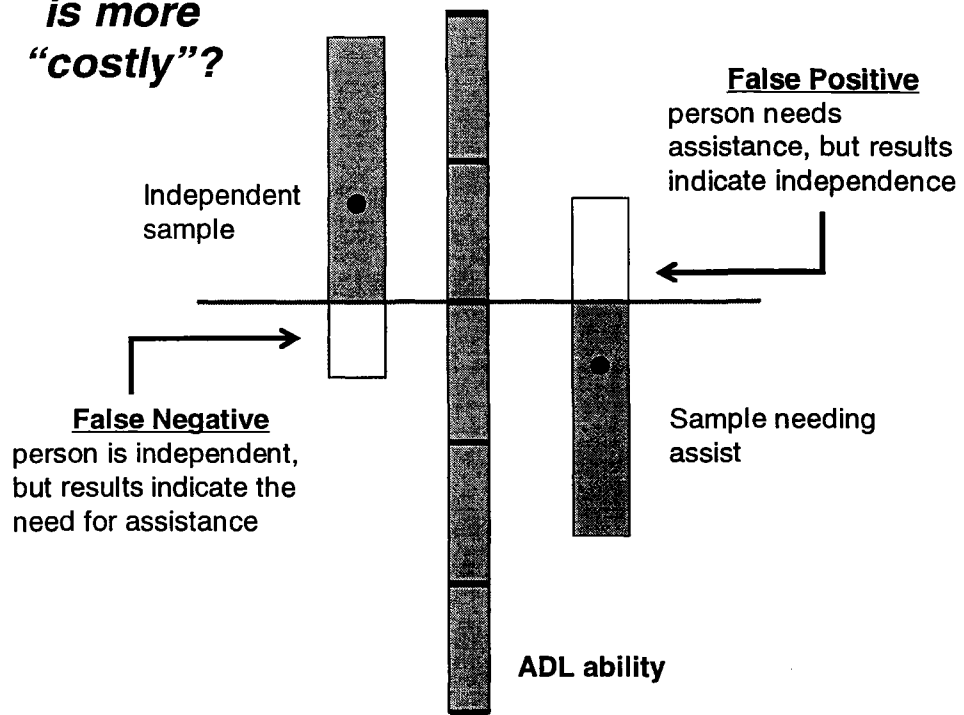 is more
“costly”?
False Positive
person needs
assistance, but results
indicate independence
Independent
sample
False Negative
person is independent,
but results indicate the
need for assistance
Sample needing
assist
ADL ability